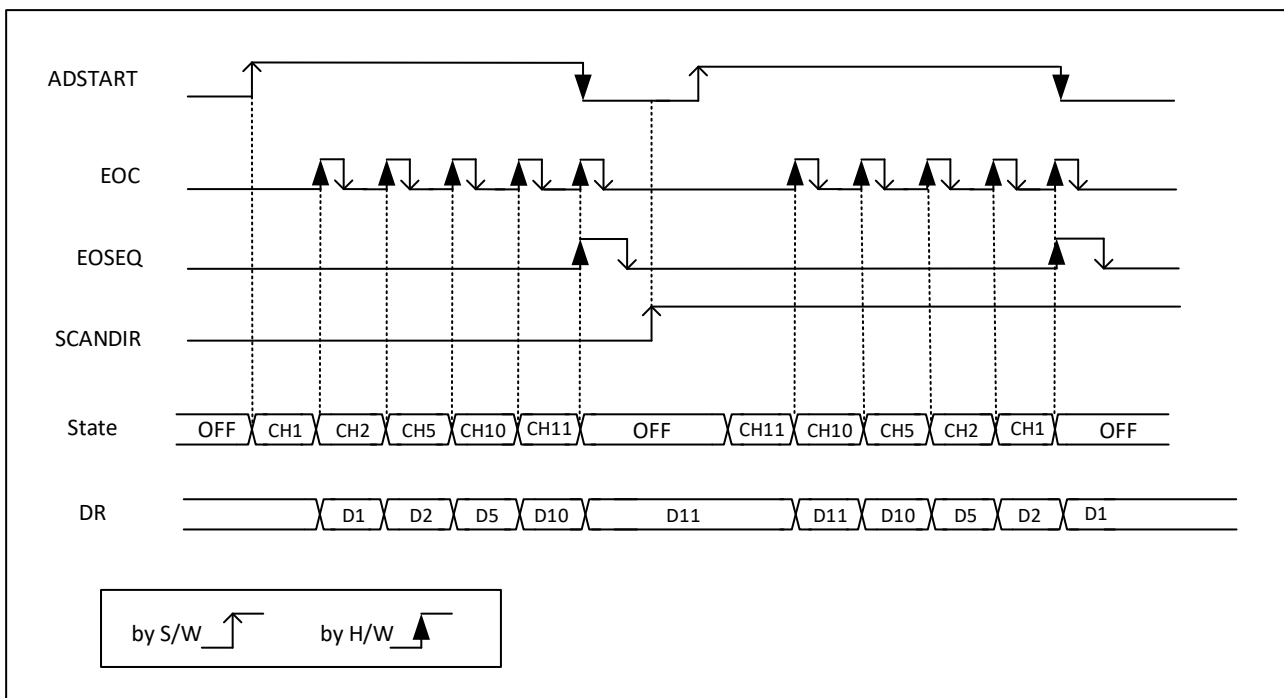 ADSTART
EOC
EOSEQ
SCANDIR
State OFF CH1 CH2 CH5 CH10 CH11 OFF CH11 CH10 CH5 CH2 CH1 OFF
DR D1 D2 D5 D10 D11 D11 D10 D5 D2 D1
by S/W by H/W